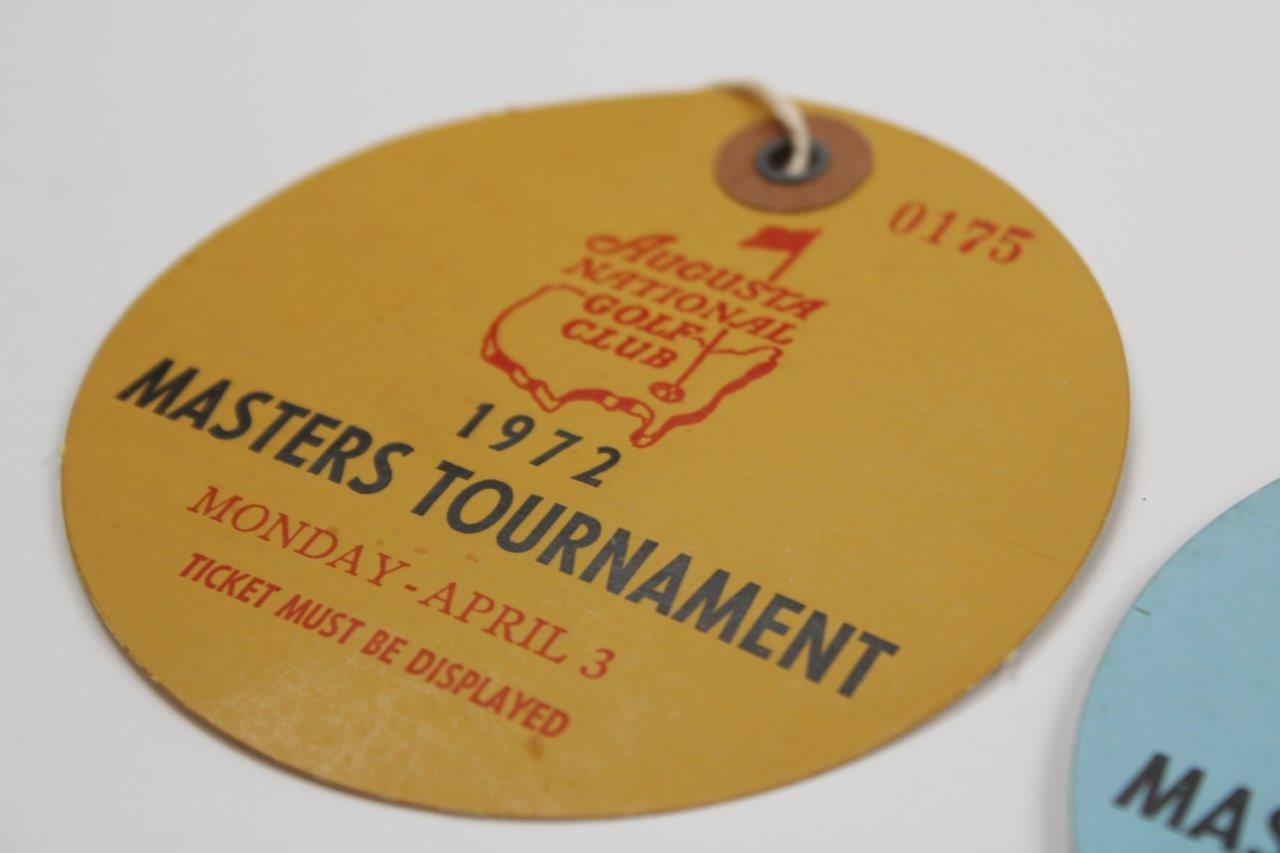 0175
Augusta
National
Golf
Club
1972
MASTERS TOURNAMENT
MONDAY-APRIL 3
TICKET MUST BE DISPLAYED
MAS